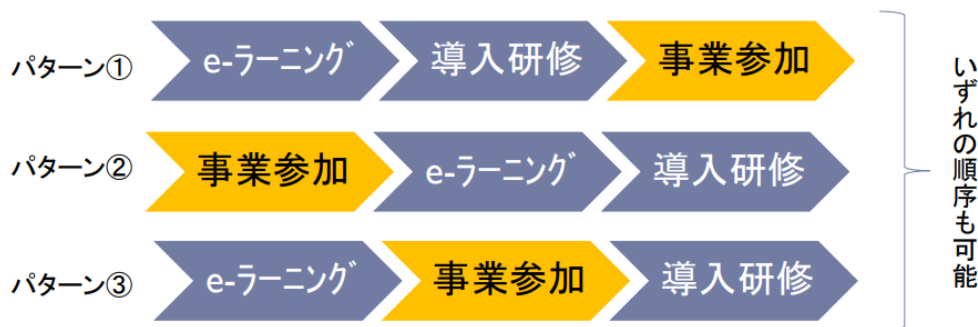 パターン① e-ラーニング 導入研修 事業参加
パターン② 事業参加 e-ラーニング 導入研修
パターン③ e-ラーニング 事業参加 導入研修
いずれの順序も可能